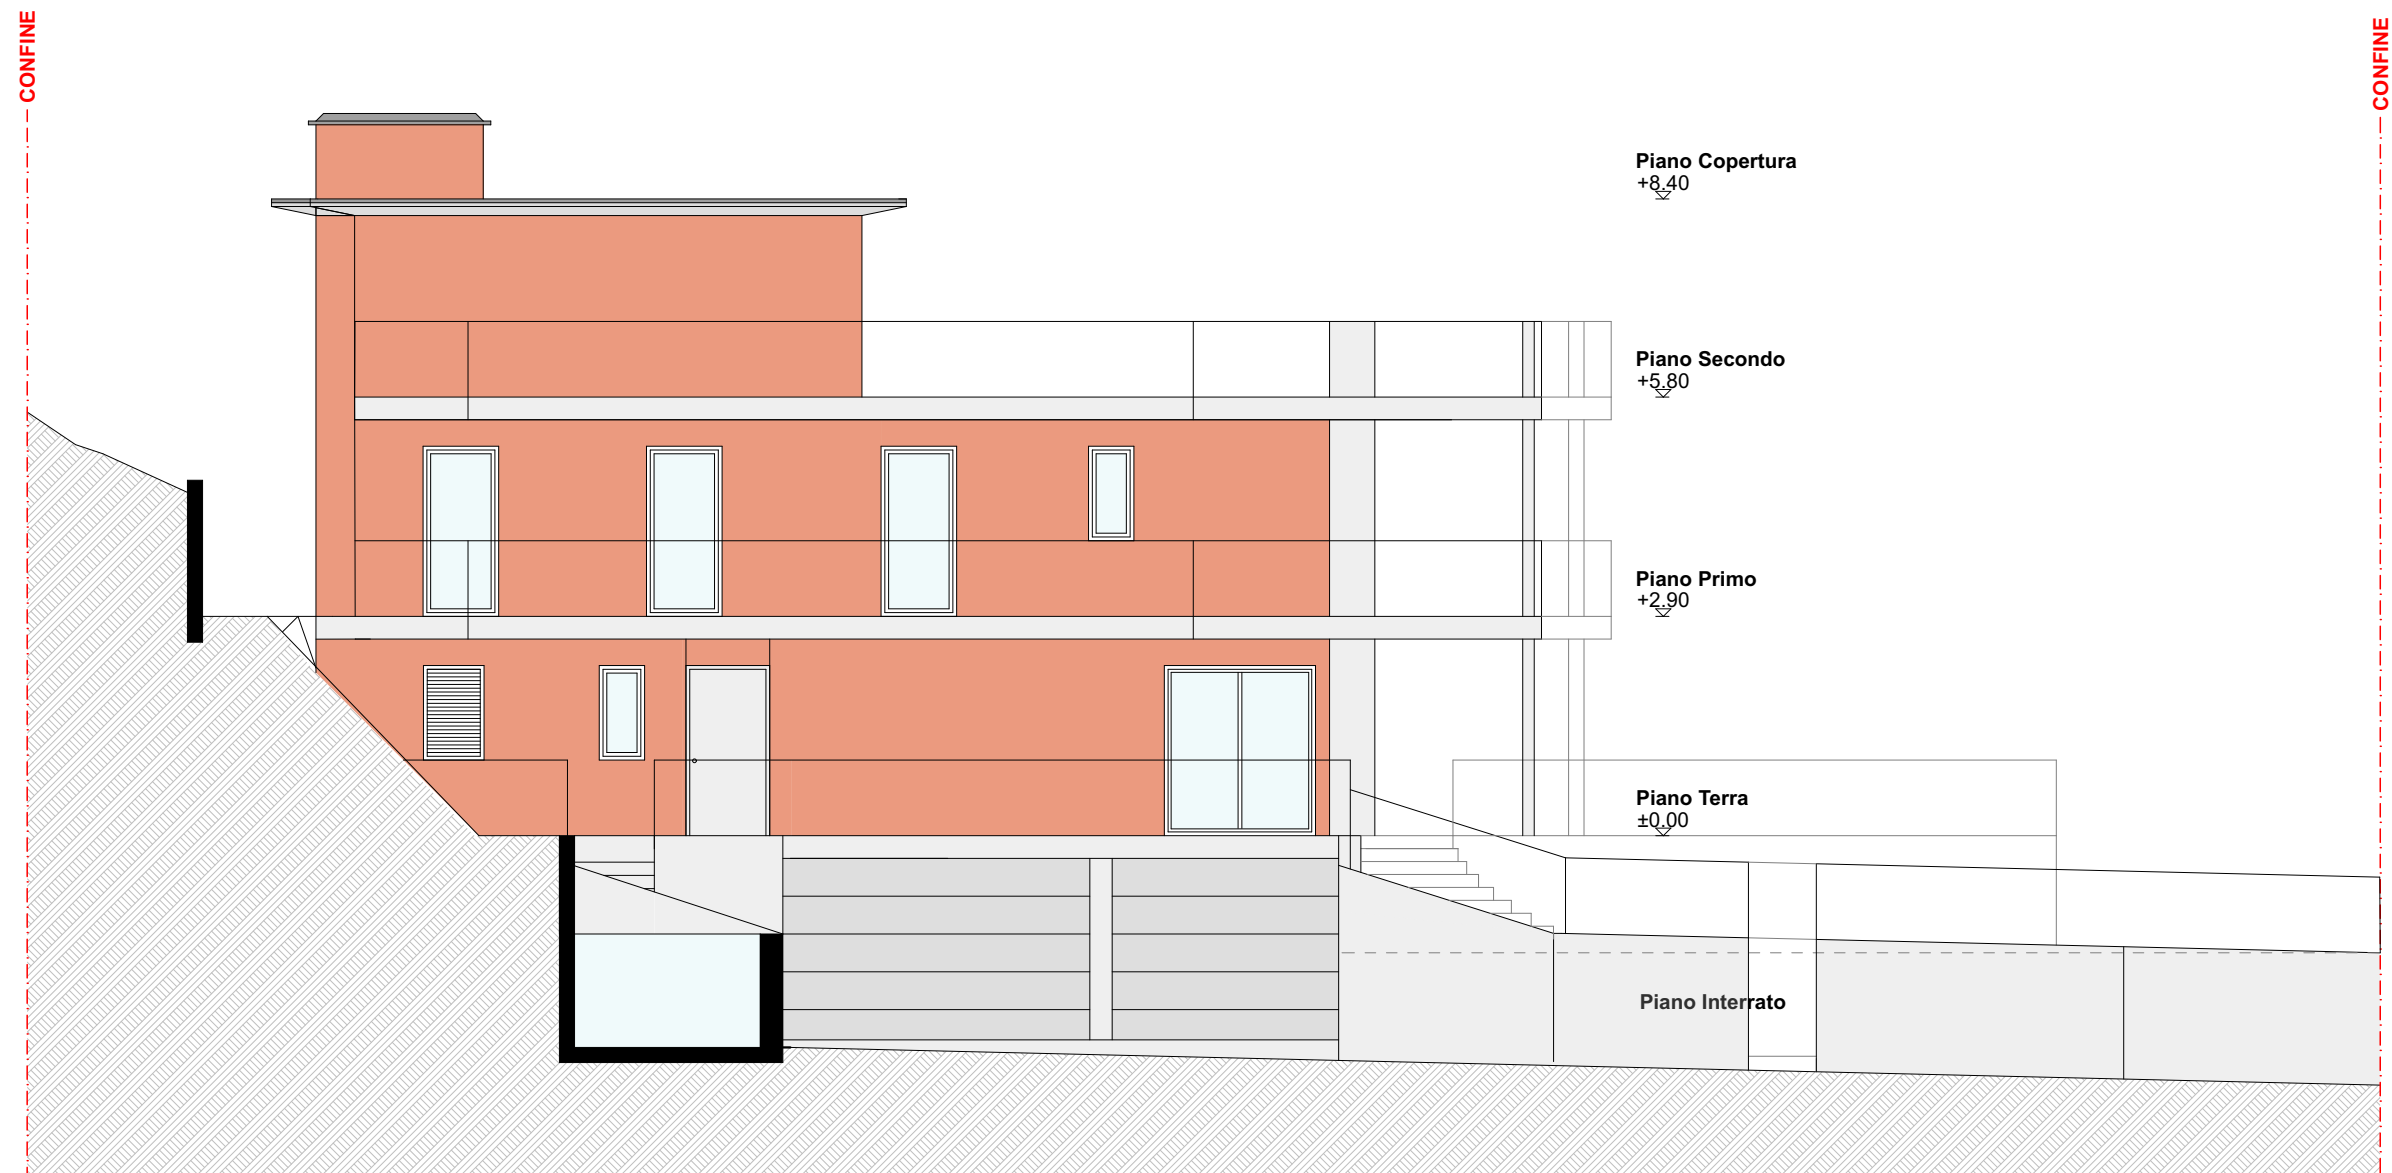 CONFINE
CONFINE
Piano Copertura
+8.40
Piano Secondo
+5.80
Piano Primo
+2.90
Piano Terra
±0.00
Piano Interrato